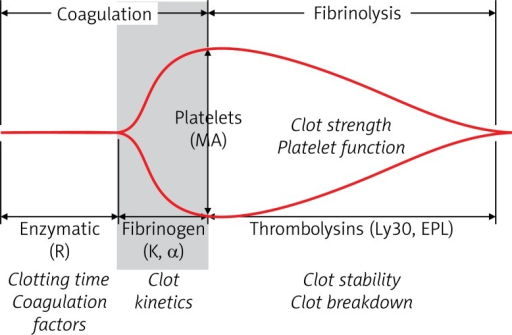 Coagulation
Fibrinolysis
Platelets
(MA)
Clot strength
Platelet function
Enzymatic
(R)
Fibrinogen
(K, α)
Thrombolysins (Ly30, EPL)
Clotting time
Coagulation
factors
Clot
kinetics
Clot stability
Clot breakdown